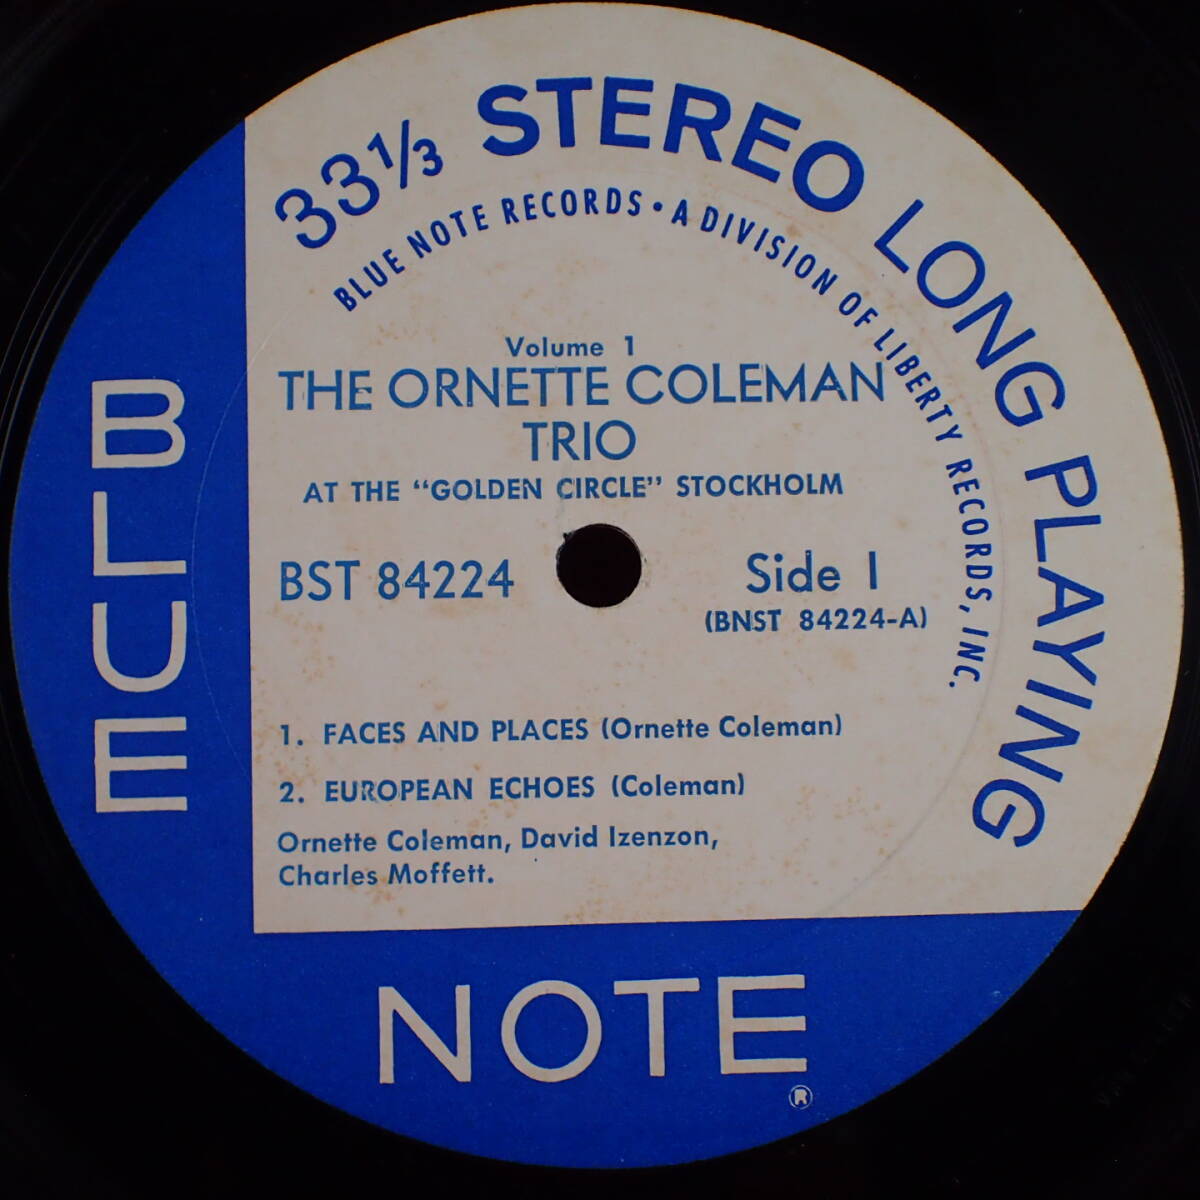 33 1/3 STEREO LONG PLAYING
BLUE NOTE RECORDS • A DIVISION OF LIBERTY RECORDS, INC.
Volume 1
THE ORNETTE COLEMAN
TRIO
AT THE “GOLDEN CIRCLE” STOCKHOLM
BST 84224
Side 1
(BNST 84224-A)
1. FACES AND PLACES (Ornette Coleman)
2. EUROPEAN ECHOES (Coleman)
Ornette Coleman, David Izenzon,
Charles Moffett.
BLUE
NOTE
®